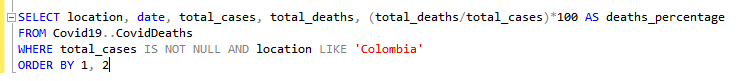 SELECT location, date, total_cases, total_deaths, (total_deaths/total_cases)*100 AS deaths_percentage
FROM Covid19..CovidDeaths
WHERE total_cases IS NOT NULL AND location LIKE 'Colombia'
ORDER BY 1, 2